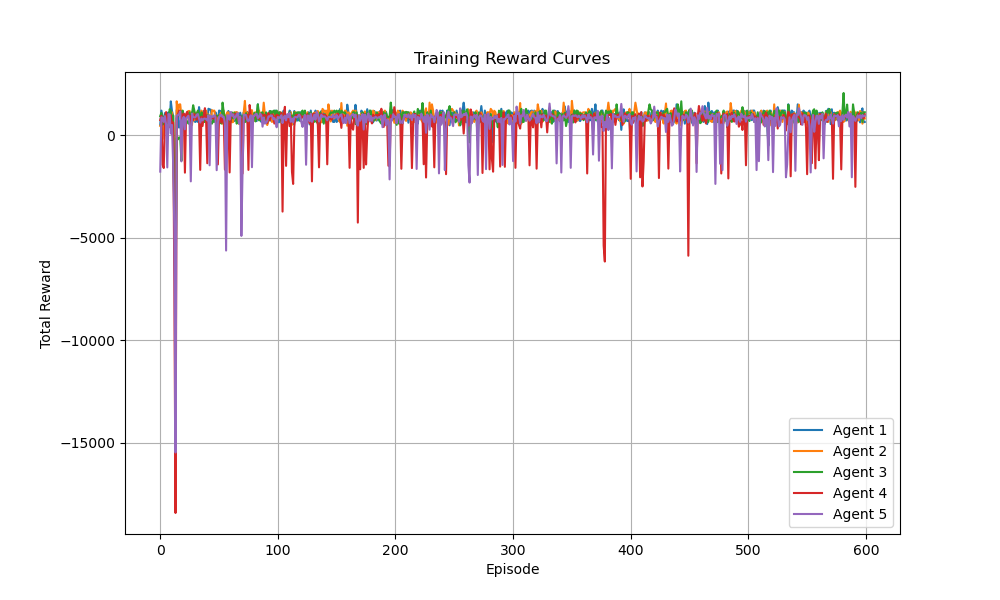 Training Reward Curves
Total Reward
0
−5000
−10000
−15000
0 100 200 300 400 500 600
Episode
Agent 1
Agent 2
Agent 3
Agent 4
Agent 5